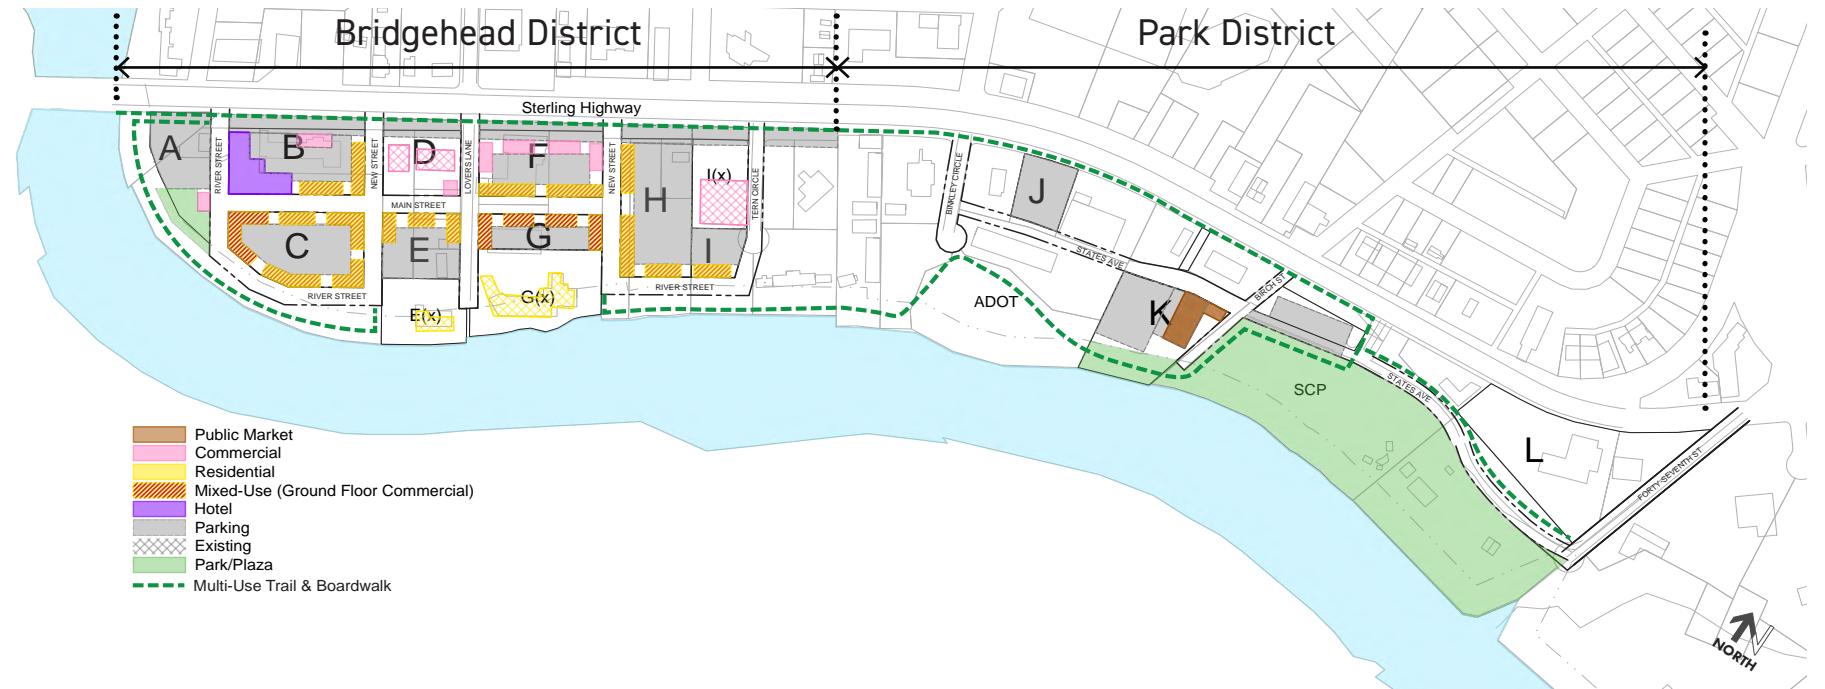 Bridgehead District
Park District
Sterling Highway
A
RIVER STREET
B
NEW STREET
D
LOVERS LANE
F
NEW STREET
H
I(x)
TERN CIRCLE
BINKLEY CIRCLE
J
MAIN STREET
C
E
G
I
STATES AVE
RIVER STREET
RIVER STREET
E(x)
G(x)
ADOT
K
BIRCH ST
SCP
STATES AVE
L
FORTY-SEVENTH ST
Public Market
Commercial
Residential
Mixed-Use (Ground Floor Commercial)
Hotel
Parking
Existing
Park/Plaza
Multi-Use Trail & Boardwalk
N
NORTH